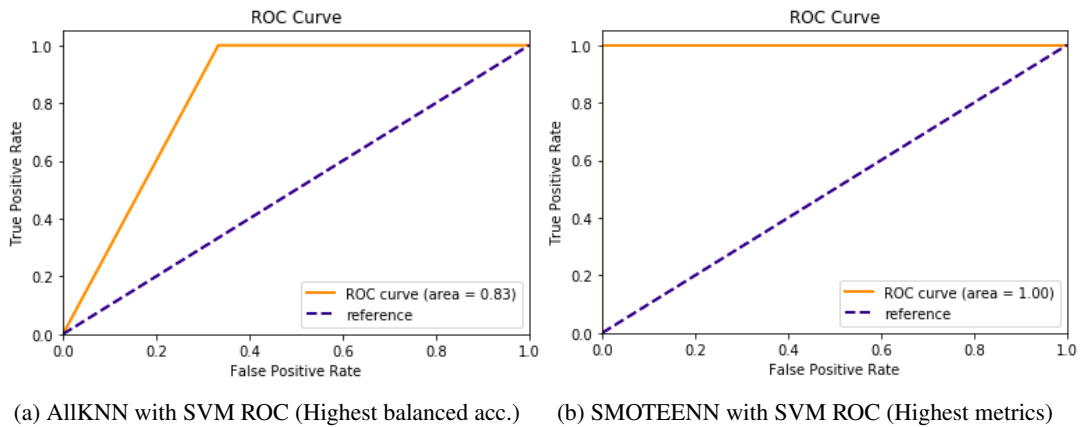 ROC Curve
True Positive Rate
1.0
0.8
0.6
0.4
0.2
0.0
ROC curve (area = 0.83)
reference
0.0 0.2 0.4 0.6 0.8 1.0
False Positive Rate
(a) AllKNN with SVM ROC (Highest balanced acc.)
ROC Curve
True Positive Rate
1.0
0.8
0.6
0.4
0.2
0.0
ROC curve (area = 1.00)
reference
0.0 0.2 0.4 0.6 0.8 1.0
False Positive Rate
(b) SMOTEENN with SVM ROC (Highest metrics)